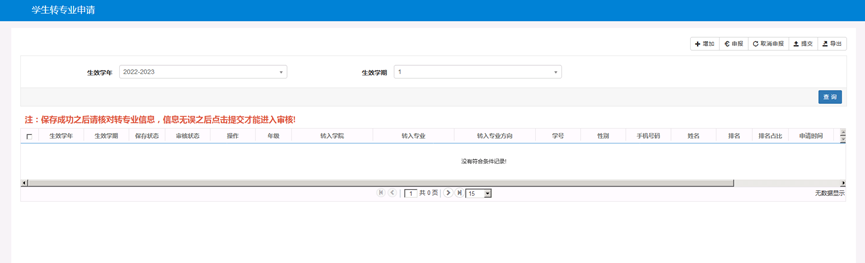 学生转专业申请
增加 申报 取消申报 提交 导出
生效学年 2022-2023 生效学期 1
查 询
注：保存成功之后请核对转专业信息，信息无误之后点击提交才能进入审核!
生效学年 生效学期 保存状态 审核状态 操作 年级 转入学院 转入专业 转入专业方向 学号 性别 手机号码 姓名 排名 排名占比 申请时间
没有符合条件记录!
1 共 0 页 15 无数据显示